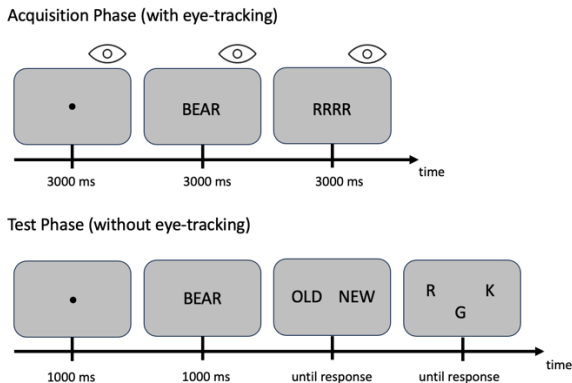 Acquisition Phase (with eye-tracking)
BEAR
RRRR
time
3000 ms
3000 ms
3000 ms
Test Phase (without eye-tracking)
BEAR
OLD NEW
R K
G
time
1000 ms
1000 ms
until response
until response